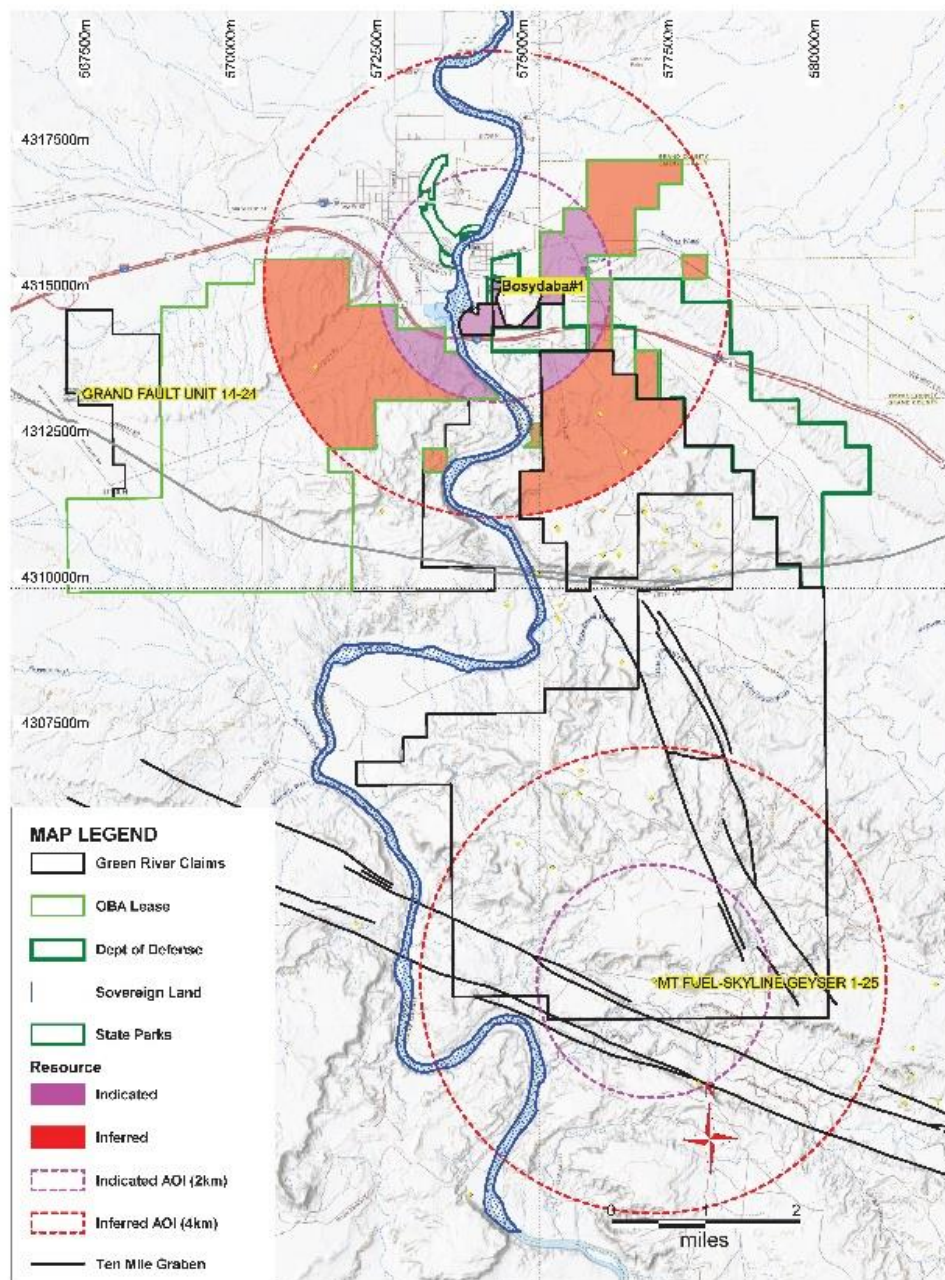 567500m
570000m
572500m
575000m
577500m
580000m
4317500m
4315000m
Bosydaba#1
GRAND FAULT UNIT 14-24
4312500m
4310000m
4307500m
MT FUEL-SKYLINE GEYSER 1-25
MAP LEGEND
Green River Claims
OBA Lease
Dept of Defense
Sovereign Land
State Parks
Resource
Indicated
Inferred
Indicated AOI (2km)
Inferred AOI (4km)
Ten Mile Graben
0 1 2
miles